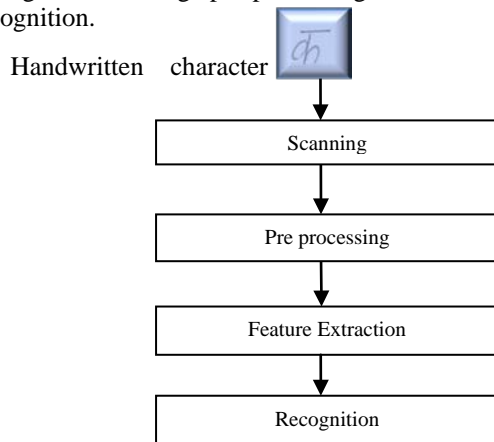 ognition.
Handwritten character क
Scanning
Pre processing
Feature Extraction
Recognition